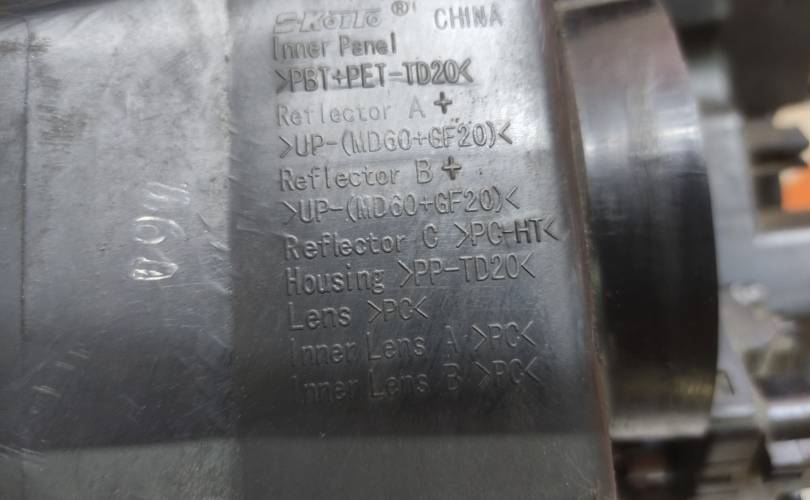 S-KOITO® CHINA
Inner Panel
>PBT+PET-TD20<
Reflector A +
>UP-(MD60+GF20)<
Reflector B +
>UP-(MD60+GF20)<
Reflector C >PC-HT<
Housing >PP-TD20<
Lens >PC<
Inner Lens A >PC<
Inner Lens B >PC<